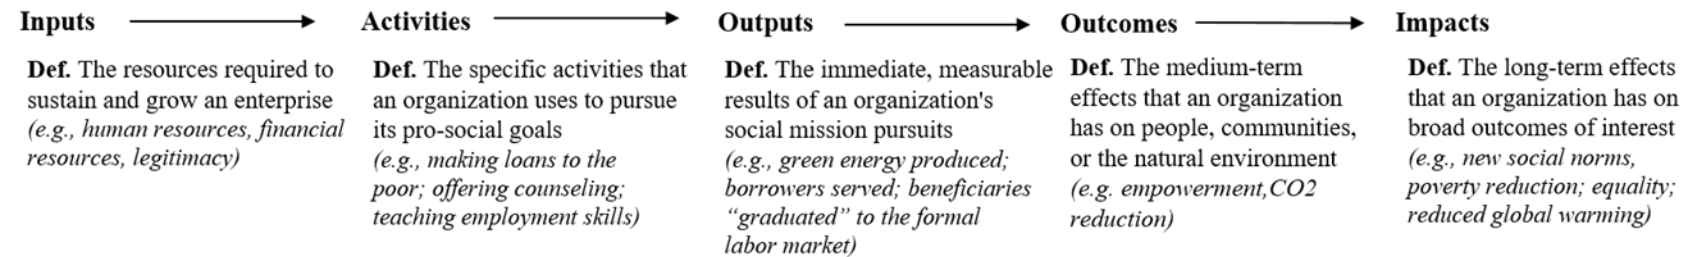 Inputs
Activities
Outputs
Outcomes
Impacts
Def. The resources required to
sustain and grow an enterprise
(e.g., human resources, financial
resources, legitimacy)
Def. The specific activities that
an organization uses to pursue
its pro-social goals
(e.g., making loans to the
poor; offering counseling;
teaching employment skills)
Def. The immediate, measurable
results of an organization's
social mission pursuits
(e.g., green energy produced;
borrowers served; beneficiaries
“graduated” to the formal
labor market)
Def. The medium-term
effects that an organization
has on people, communities,
or the natural environment
(e.g. empowerment,CO2
reduction)
Def. The long-term effects
that an organization has on
broad outcomes of interest
(e.g., new social norms,
poverty reduction; equality;
reduced global warming)